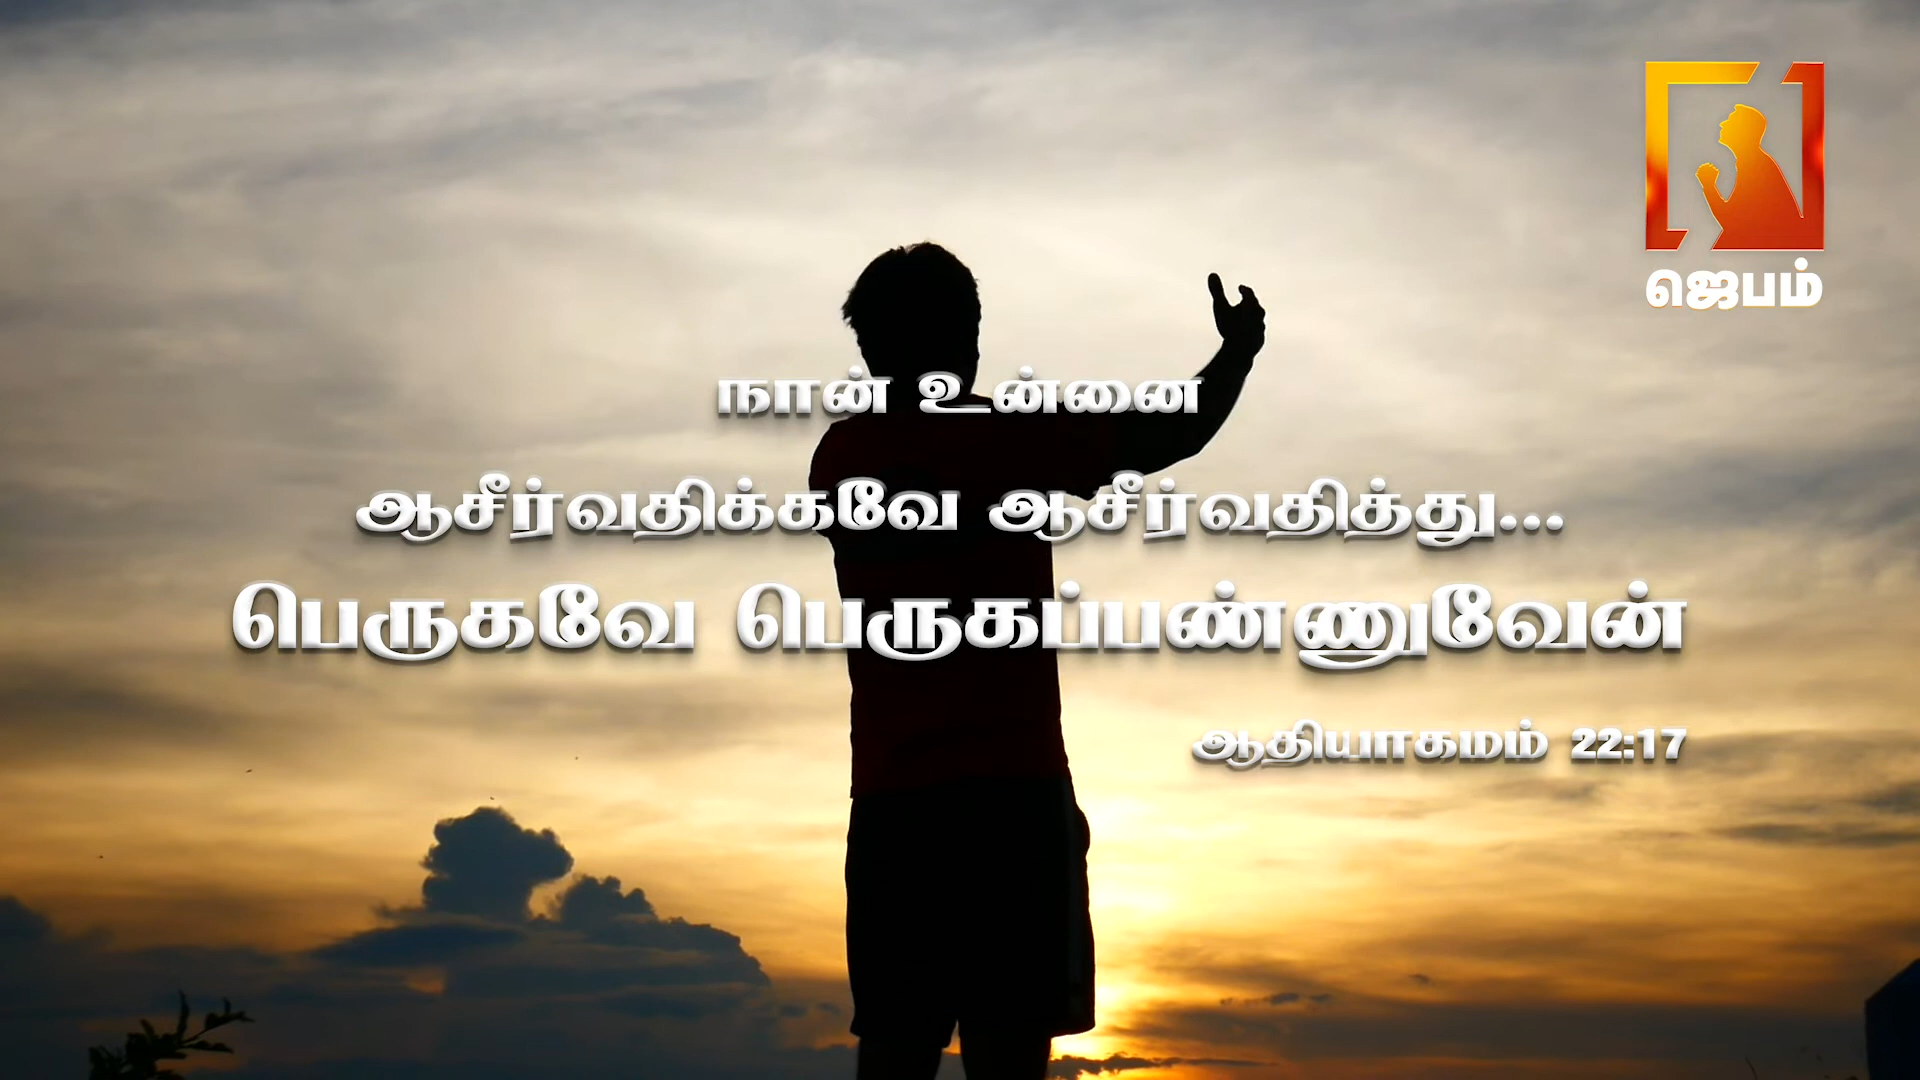 ஜெபம்
நான் உன்னை
ஆசீர்வதிக்கவே ஆசீர்வதித்து...
பெருகவே பெருகப்பண்ணுவேன்
ஆதியாகமம் 22:17